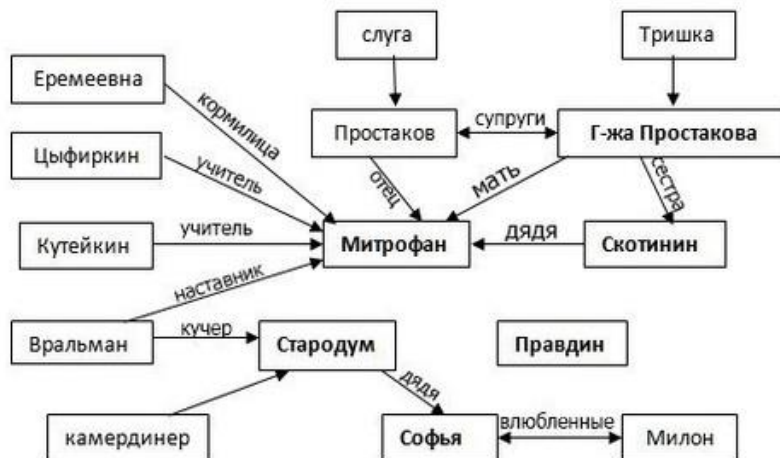 слуга
Тришка
Еремеевна
кормилица
Простаков
супруги
Г-жа Простакова
Цыфиркин
учитель
отец
мать
сестра
Кутейкин
учитель
Митрофан
дядя
Скотинин
наставник
Вральман
кучер
Стародум
Правдин
дядя
камердинер
Софья
влюбленные
Милон